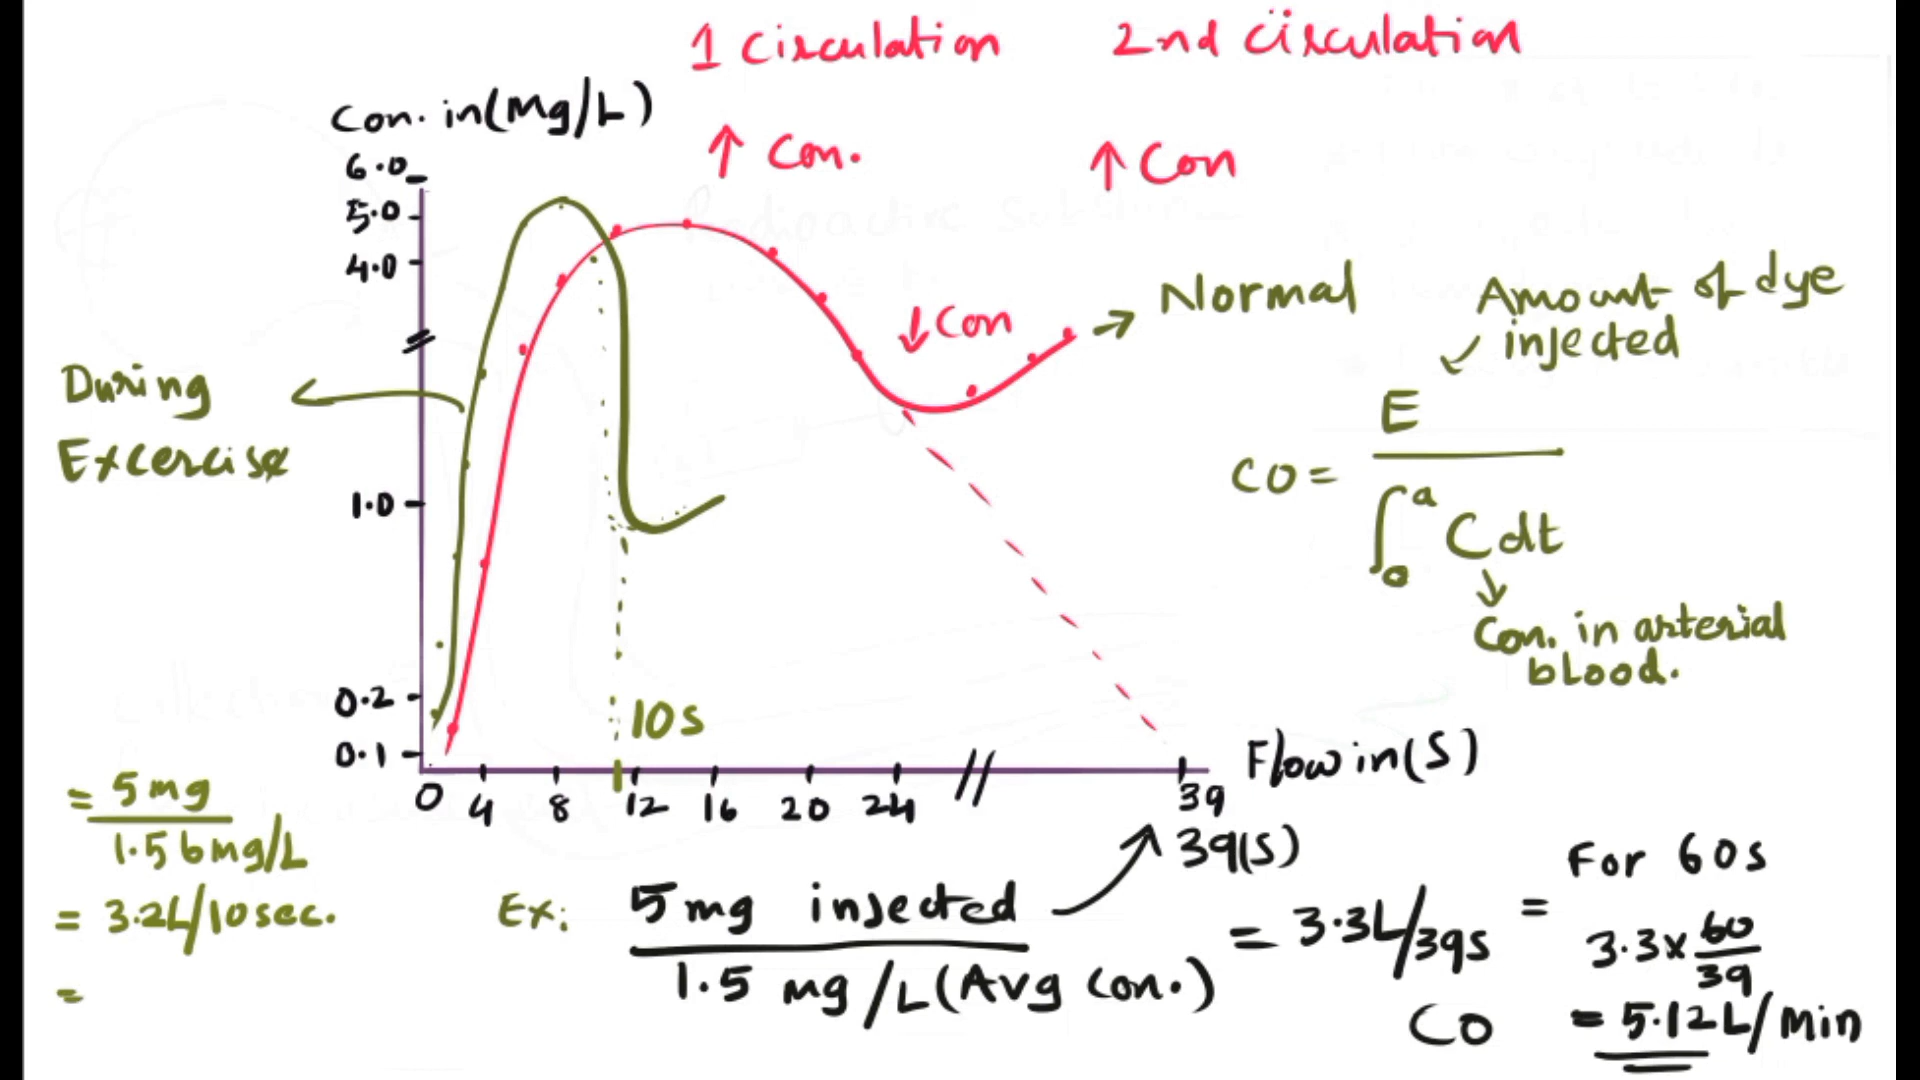 1 Circulation 2nd circulation
Con. in(Mg/L)
↑ Con. ↑ Con
6.0
5.0
4.0
1.0
0.2
0.1
↓ Con
→ Normal
During
Excercise
10s
0 4 8 12 16 20 24 39
Flow in(S)
39(S)
Amount of dye
injected
CO = E
∫0a Cdt
Con. in arterial
blood.
= 5mg
1.56mg/L
= 3.2L/10sec.
=
Ex: 5mg injected
1.5 mg/L (Avg con.)
= 3.3L/39s =
For 60s
3.3x 60
39
CO = 5.12L/Min